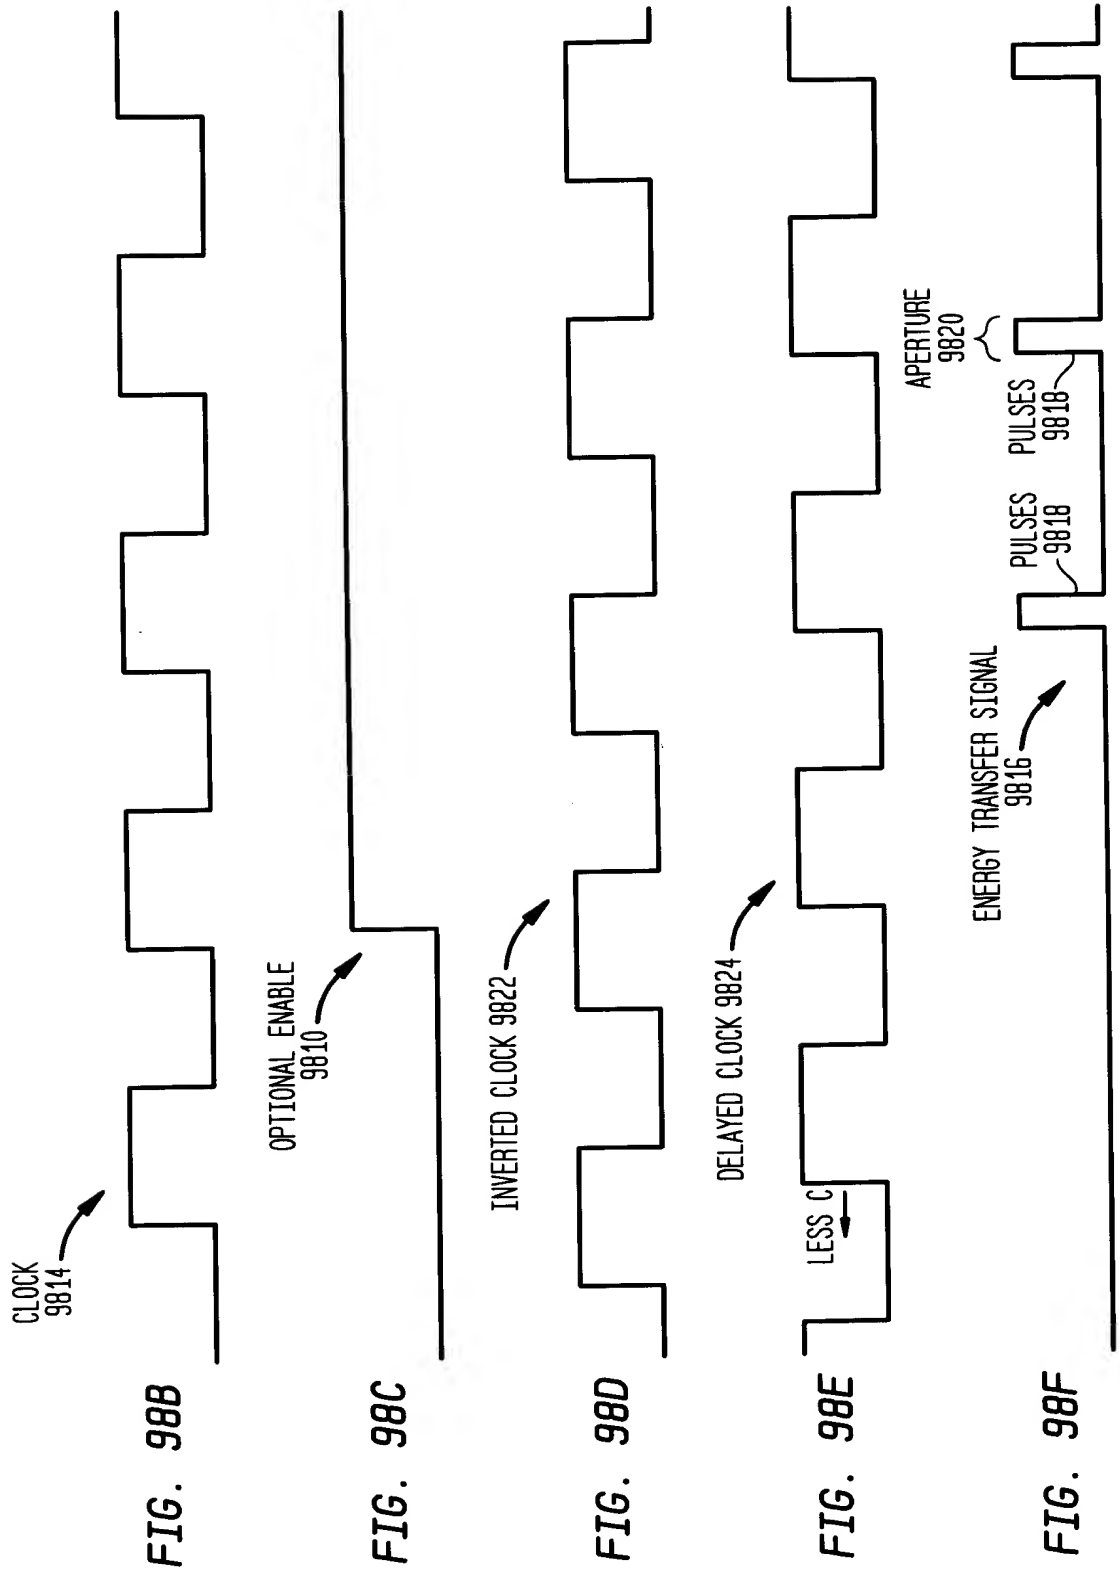 CLOCK
9814
FIG. 98B
OPTIONAL ENABLE
9810
FIG. 98C
INVERTED CLOCK 9822
FIG. 98D
DELAYED CLOCK 9824
LESS C
FIG. 98E
ENERGY TRANSFER SIGNAL
9816
PULSES
9818
PULSES
9818
APERTURE
9820
FIG. 98F